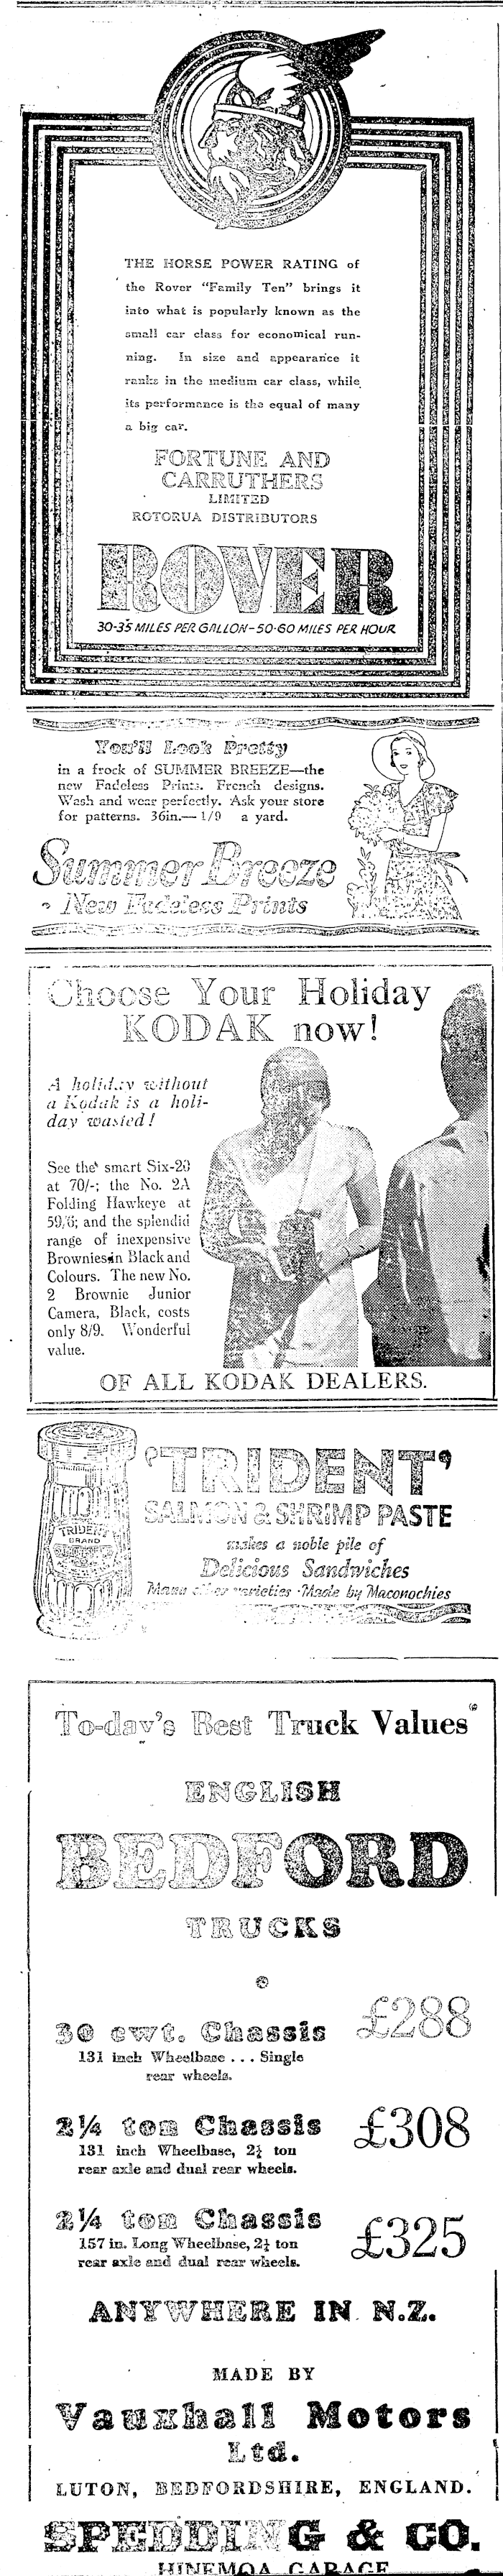 THE HORSE POWER RATING of
the Rover "Family Ten" brings it
into what is popularly known as the
small car class for economical run-
ning. In size and appearance it
ranks in the medium car class, while
its performance is the equal of many
a big car.
FORTUNE AND
CARRUTHERS
LIMITED
ROTORUA DISTRIBUTORS
ROVER
30-35 MILES PER GALLON-50-60 MILES PER HOUR
You'll Look Pretty
in a frock of SUMMER BREEZE—the
new Fadeless Prints. French designs.
Wash and wear perfectly. Ask your store
for patterns. 36in.— 1/9 a yard.
Summer Breeze
New Fadeless Prints
Choose Your Holiday
KODAK now!
A holiday without
a Kodak is a holi-
day wasted!
See the smart Six-20
at 70/-; the No. 2A
Folding Hawkeye at
59/6; and the splendid
range of inexpensive
Brownies in Black and
Colours. The new No.
2 Brownie Junior
Camera, Black, costs
only 8/9. Wonderful
value.
OF ALL KODAK DEALERS.
TRIDENT
BRAND
'TRIDENT'
SALMON & SHRIMP PASTE
makes a noble pile of
Delicious Sandwiches
Many other varieties · Made by Maconochies
To-day's Best Truck Values
ENGLISH
BEDFORD
TRUCKS
30 cwt. Chassis £288
131 inch Wheelbase . . . Single
rear wheels.
2¼ ton Chassis £308
131 inch Wheelbase, 2¼ ton
rear axle and dual rear wheels.
2¼ ton Chassis £325
157 in. Long Wheelbase, 2¼ ton
rear axle and dual rear wheels.
ANYWHERE IN N.Z.
MADE BY
Vauxhall Motors
Ltd.
LUTON, BEDFORDSHIRE, ENGLAND.
SPEDDING & CO.
HINEMOA GARAGE